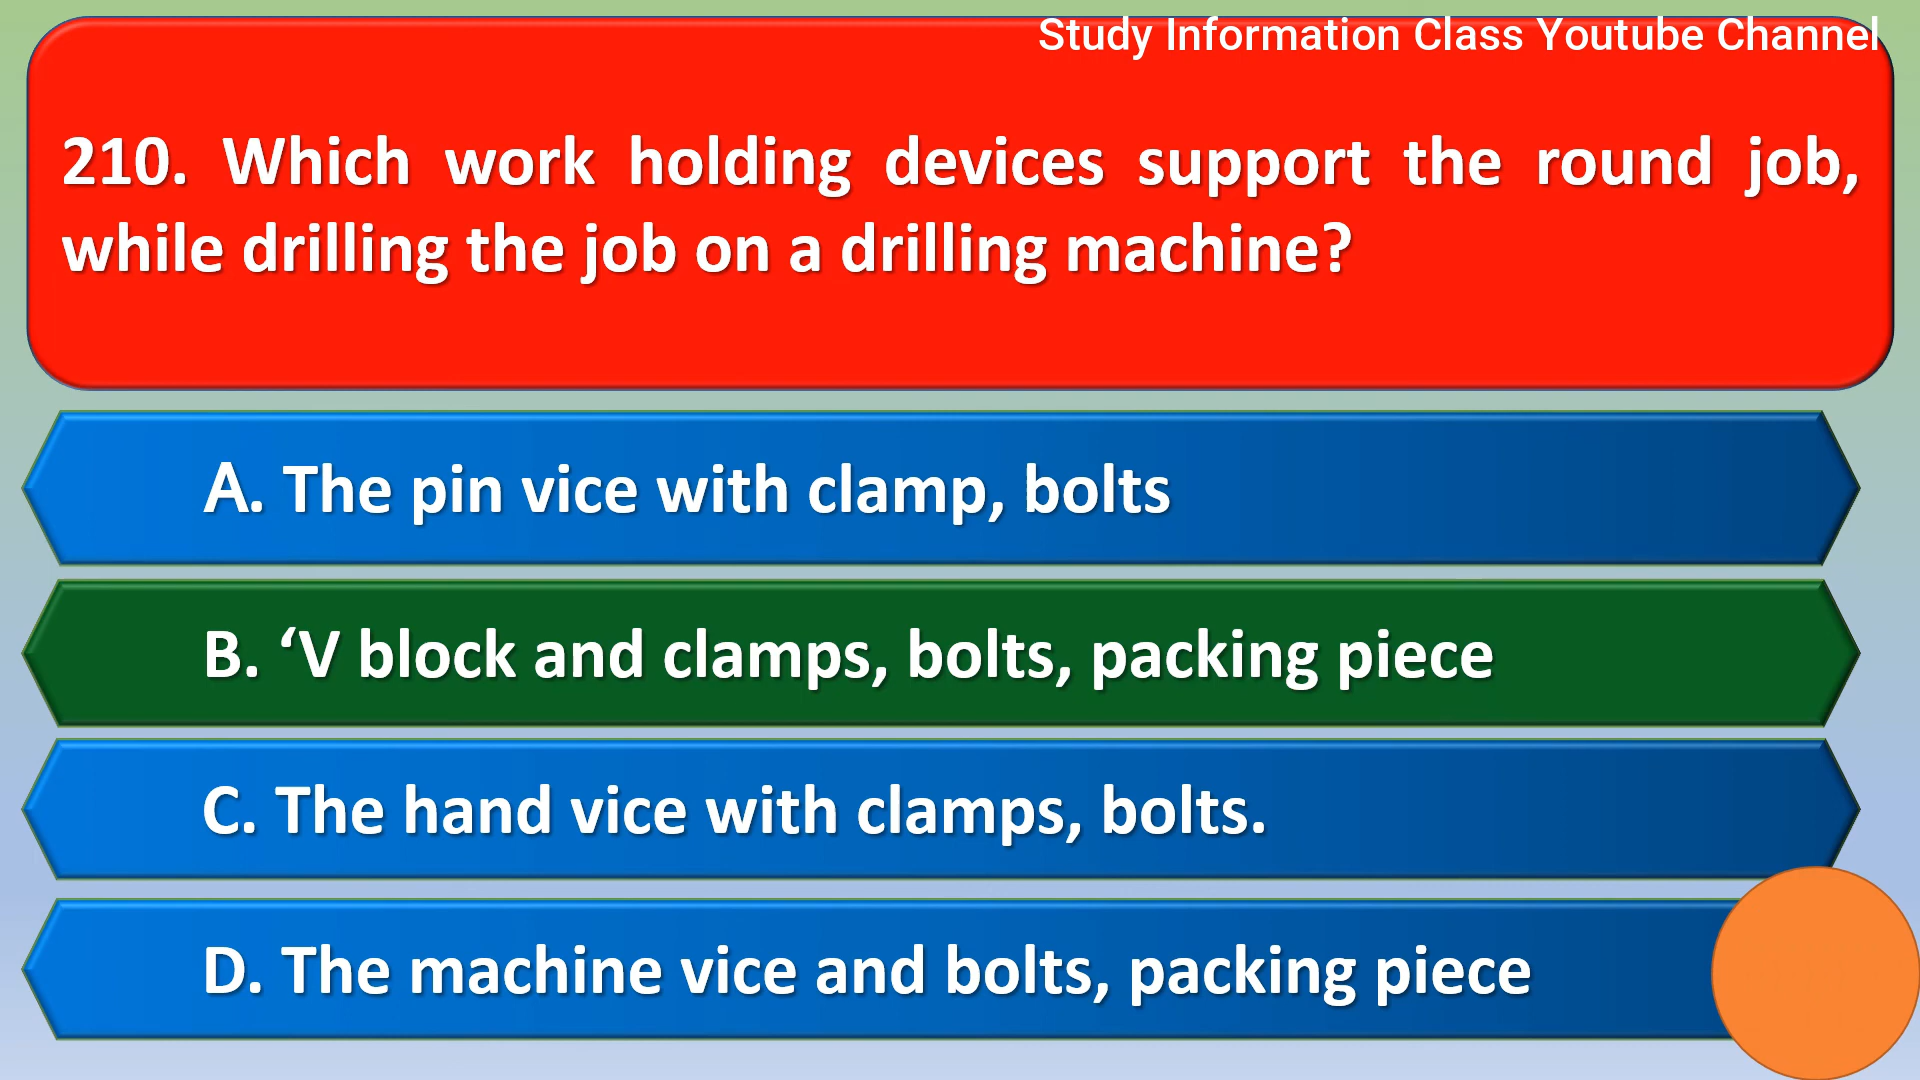 Study Information Class Youtube Channel
210. Which work holding devices support the round job,
while drilling the job on a drilling machine?
A. The pin vice with clamp, bolts
B. ‘V block and clamps, bolts, packing piece
C. The hand vice with clamps, bolts.
D. The machine vice and bolts, packing piece